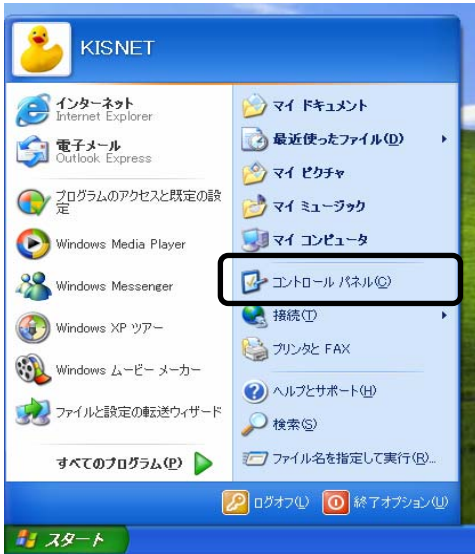 KISNET
インターネット
Internet Explorer
電子メール
Outlook Express
プログラムのアクセスと既定の設
定
Windows Media Player
Windows Messenger
Windows XP ツアー
Windows ムービー メーカー
ファイルと設定の転送ウィザード
すべてのプログラム(P)
マイ ドキュメント
最近使ったファイル(D)
マイ ピクチャ
マイ ミュージック
マイ コンピュータ
コントロール パネル(C)
接続(T)
プリンタと FAX
ヘルプとサポート(H)
検索(S)
ファイル名を指定して実行(R)...
ログオフ(L)
終了オプション(U)
スタート